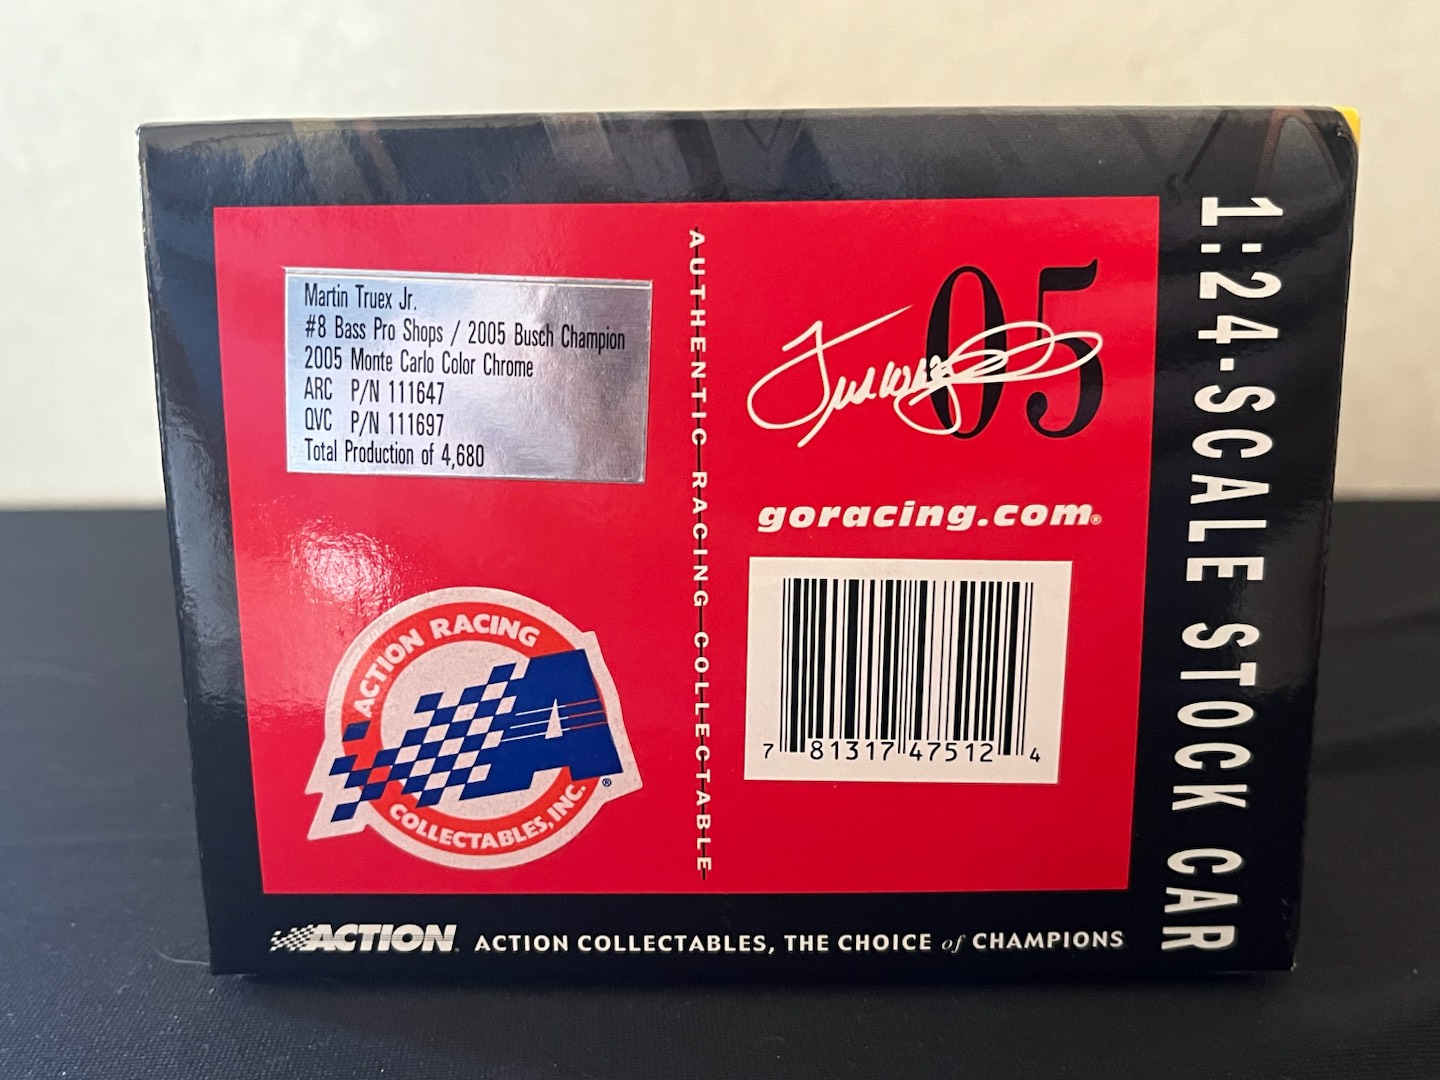 Martin Truex Jr.
#8 Bass Pro Shops / 2005 Busch Champion
2005 Monte Carlo Color Chrome
ARC P/N 111647
QVC P/N 111697
Total Production of 4,680
ACTION RACING
COLLECTABLES, INC.®
AUTHENTIC RACING COLLECTABLE
05
goracing.com®
7 81317 47512 4
1:24-SCALE STOCK CAR
ACTION
ACTION COLLECTABLES, THE CHOICE of CHAMPIONS